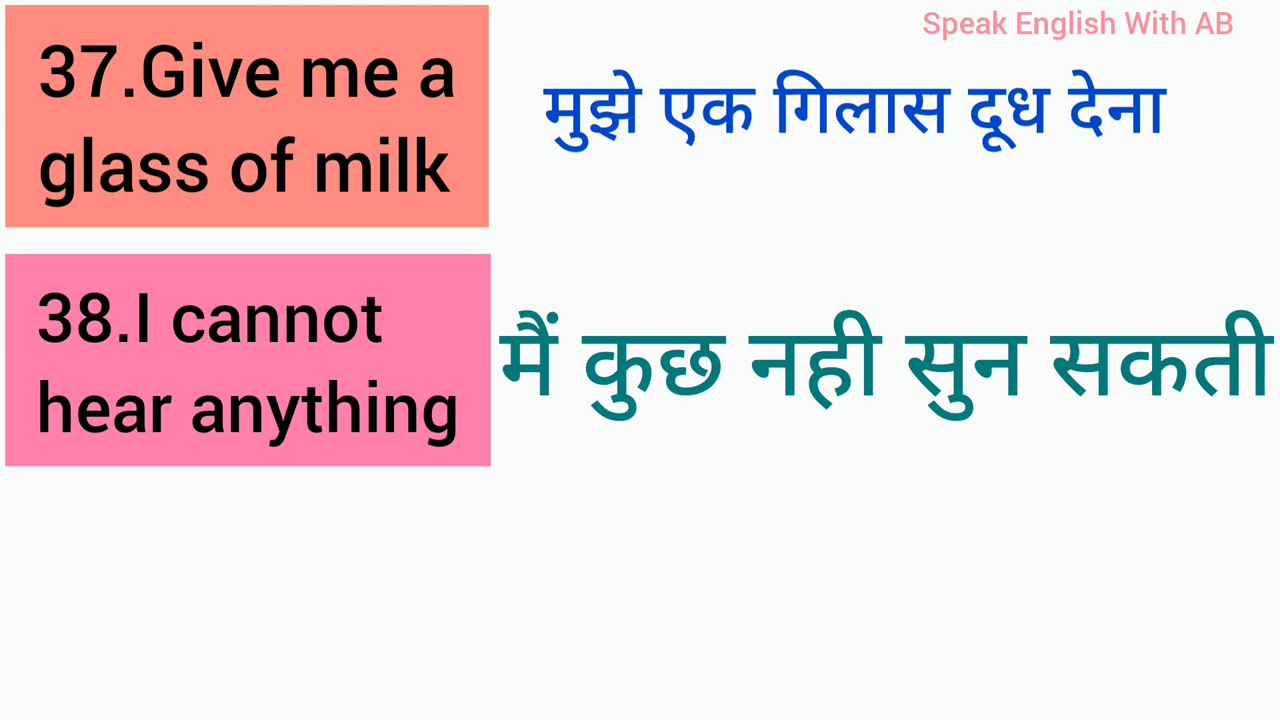 Speak English With AB
37.Give me a
glass of milk
मुझे एक गिलास दूध देना
38.I cannot
hear anything
मैं कुछ नही सुन सकती